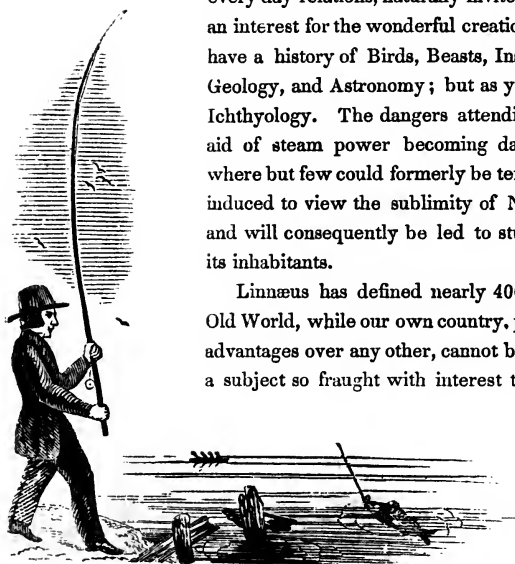 every day relations, naturally invite
an interest for the wonderful creatio
have a history of Birds, Beasts, In
Geology, and Astronomy; but as y
Ichthyology. The dangers attendi
aid of steam power becoming da
where but few could formerly be te
induced to view the sublimity of N
and will consequently be led to stu
its inhabitants.
Linnæus has defined nearly 40
Old World, while our own country,
advantages over any other, cannot b
a subject so fraught with interest t